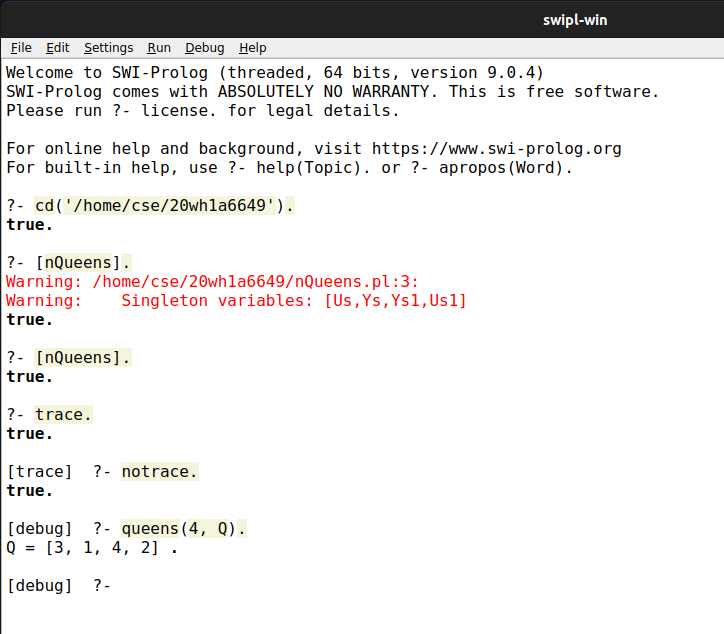 swipl-win
File Edit Settings Run Debug Help
Welcome to SWI-Prolog (threaded, 64 bits, version 9.0.4)
SWI-Prolog comes with ABSOLUTELY NO WARRANTY. This is free software.
Please run ?- license. for legal details.
For online help and background, visit https://www.swi-prolog.org
For built-in help, use ?- help(Topic). or ?- apropos(Word).
?- cd('/home/cse/20wh1a6649').
true.
?- [nQueens].
Warning: /home/cse/20wh1a6649/nQueens.pl:3:
Warning:    Singleton variables: [Us,Ys,Ys1,Us1]
true.
?- [nQueens].
true.
?- trace.
true.
[trace]  ?- notrace.
true.
[debug]  ?- queens(4, Q).
Q = [3, 1, 4, 2] .
[debug]  ?-